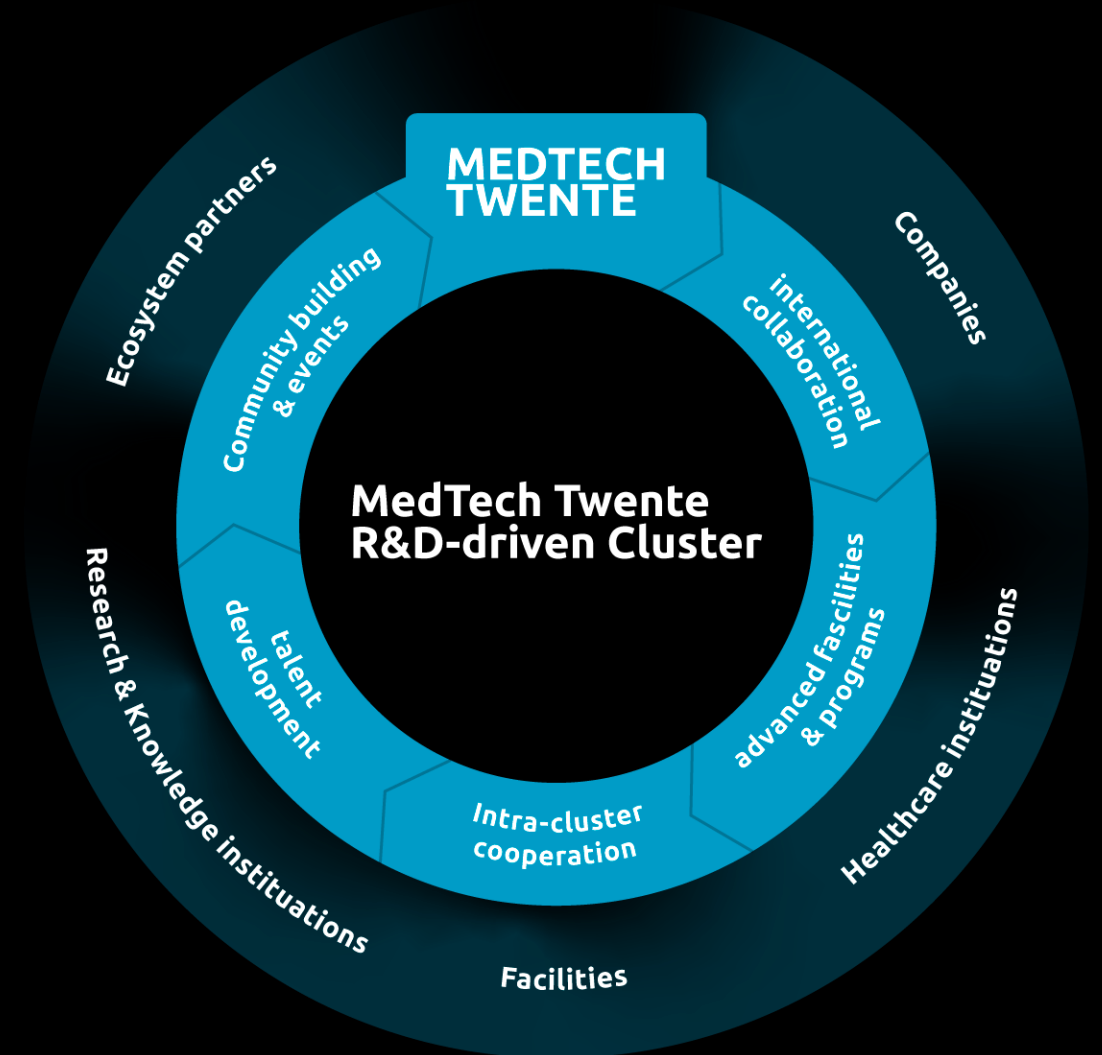 MEDTECH
TWENTE
international
collaboration
advanced fascilities
& programs
Intra-cluster
cooperation
talent
development
Community building
& events
MedTech Twente
R&D-driven Cluster
Companies
Healthcare instituations
Facilities
Research & Knowledge instituations
Ecosystem partners